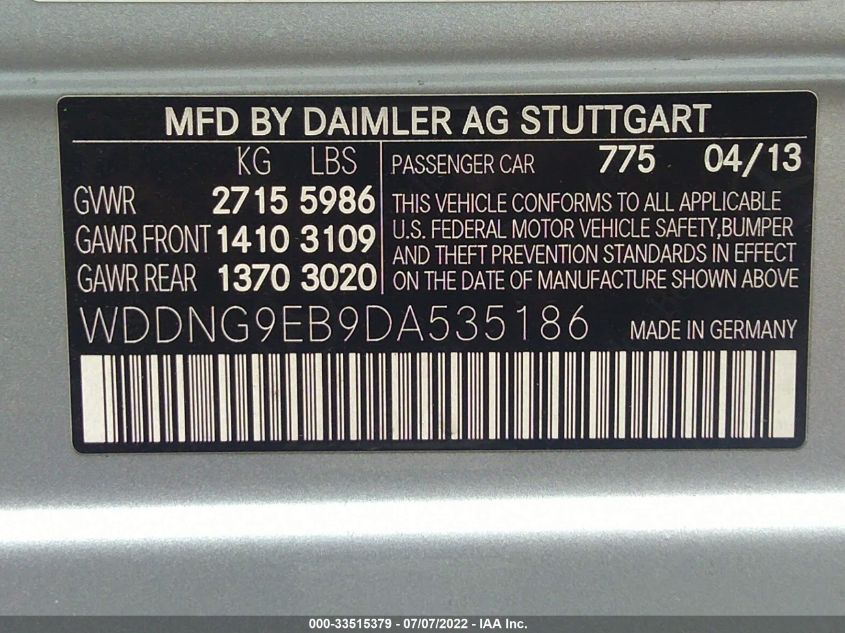 MFD BY DAIMLER AG STUTTGART
KG LBS
GVWR 2715 5986
GAWR FRONT 1410 3109
GAWR REAR 1370 3020
PASSENGER CAR 775 04/13
THIS VEHICLE CONFORMS TO ALL APPLICABLE
U.S. FEDERAL MOTOR VEHICLE SAFETY,BUMPER
AND THEFT PREVENTION STANDARDS IN EFFECT
ON THE DATE OF MANUFACTURE SHOWN ABOVE
WDDNG9EB9DA535186 MADE IN GERMANY
000-33515379 - 07/07/2022 - IAA Inc.